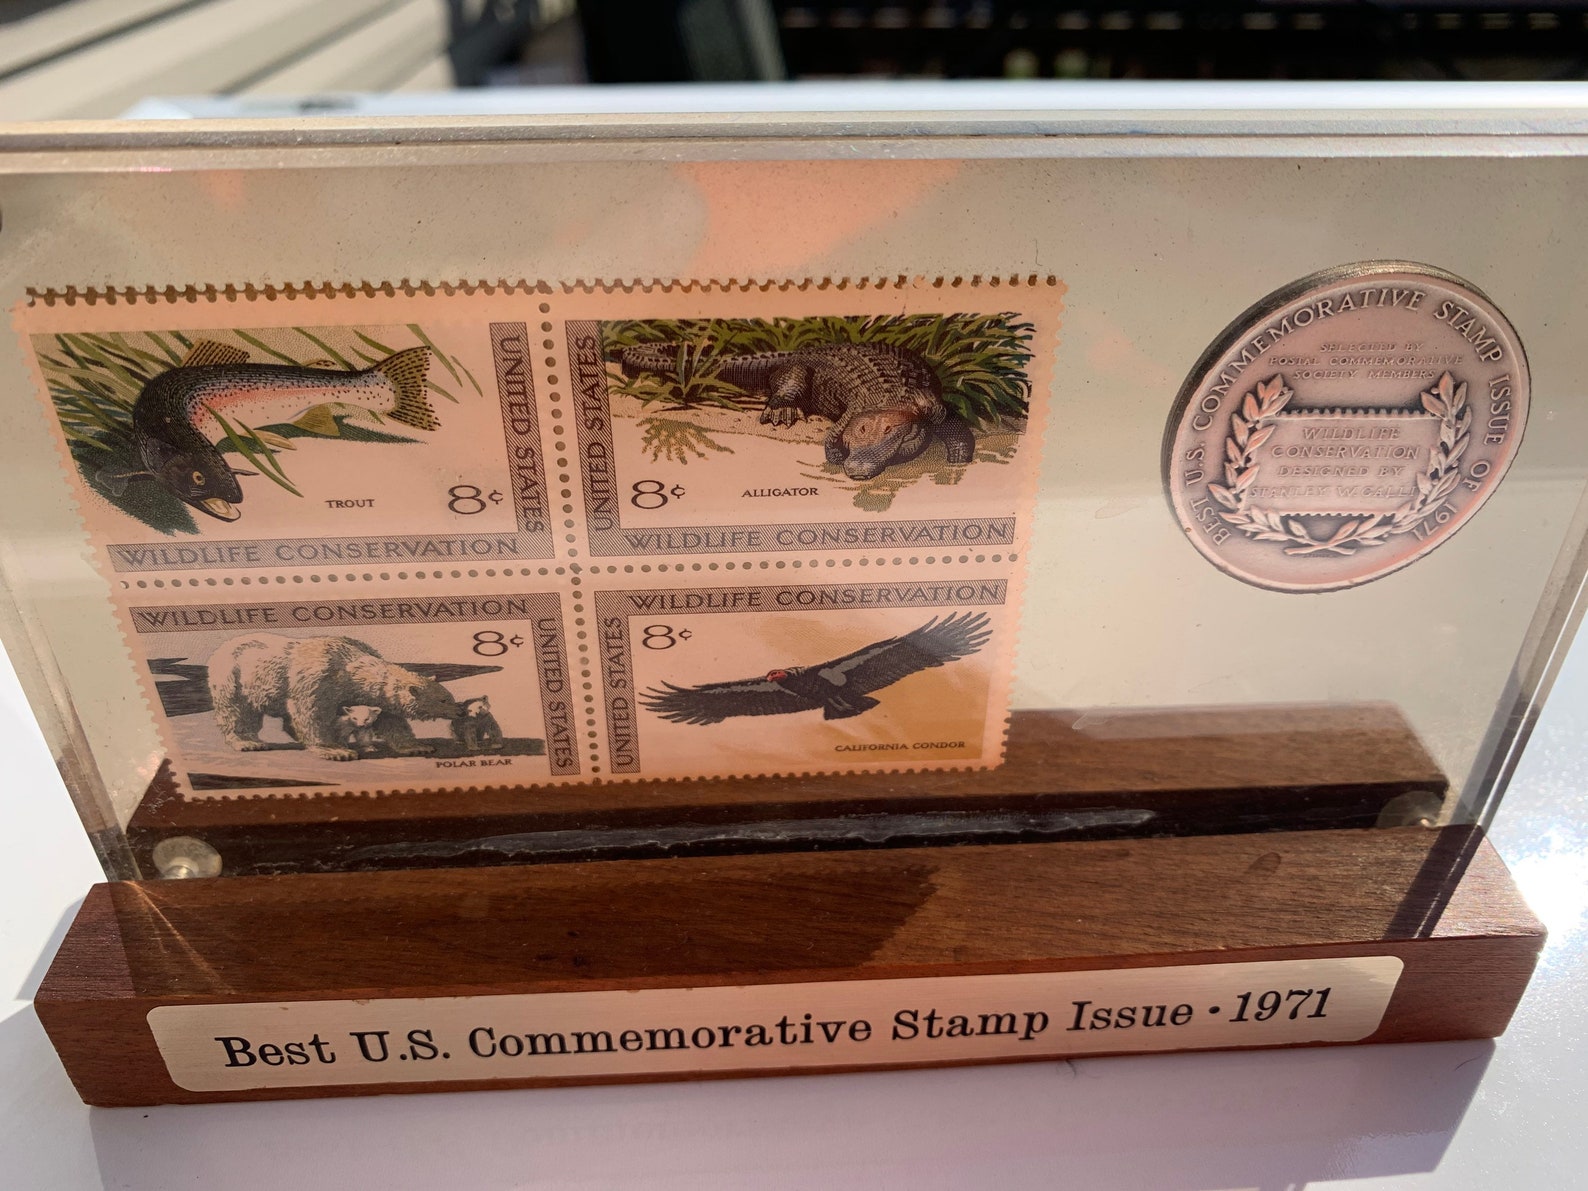 UNITED STATES
TROUT
8¢
WILDLIFE CONSERVATION
UNITED STATES
8¢
ALLIGATOR
WILDLIFE CONSERVATION
WILDLIFE CONSERVATION
8¢
UNITED STATES
POLAR BEAR
WILDLIFE CONSERVATION
8¢
UNITED STATES
CALIFORNIA CONDOR
BEST U.S. COMMEMORATIVE STAMP ISSUE OF 1971
SELECTED BY
POSTAL COMMEMORATIVE
SOCIETY MEMBERS
WILDLIFE
CONSERVATION
DESIGNED BY
STANLEY W. GALLI
Best U.S. Commemorative Stamp Issue · 1971